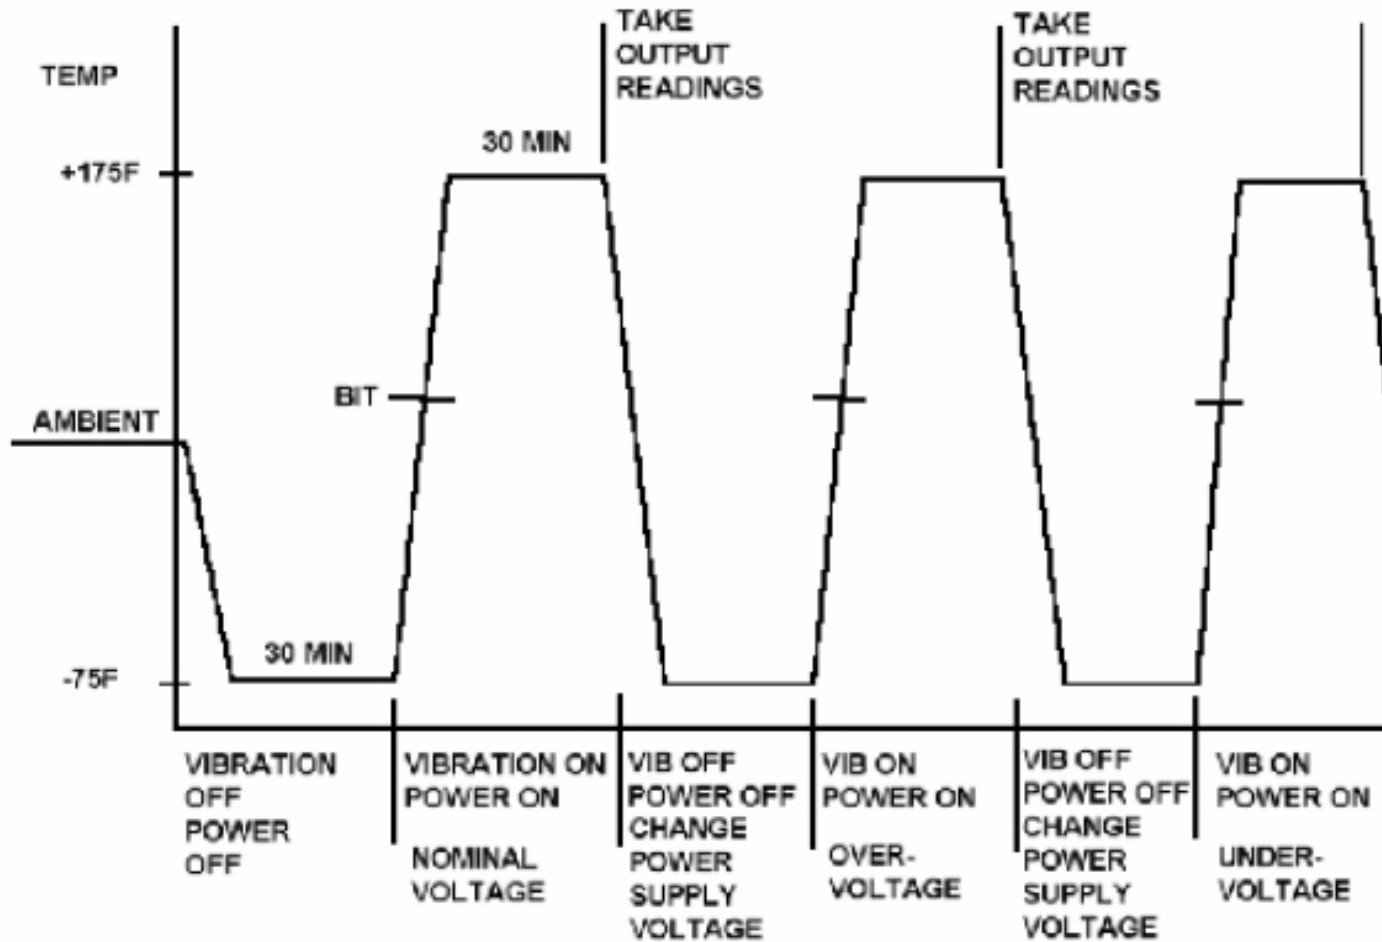 TAKE
OUTPUT
READINGS
TAKE
OUTPUT
READINGS
TEMP
30 MIN
+175F
BIT
AMBIENT
30 MIN
-75F
VIBRATION
OFF
POWER
OFF
VIBRATION ON
POWER ON
NOMINAL
VOLTAGE
VIB OFF
POWER OFF
CHANGE
POWER
SUPPLY
VOLTAGE
VIB ON
POWER ON
OVER-
VOLTAGE
VIB OFF
POWER OFF
CHANGE
POWER
SUPPLY
VOLTAGE
VIB ON
POWER ON
UNDER-
VOLTAGE